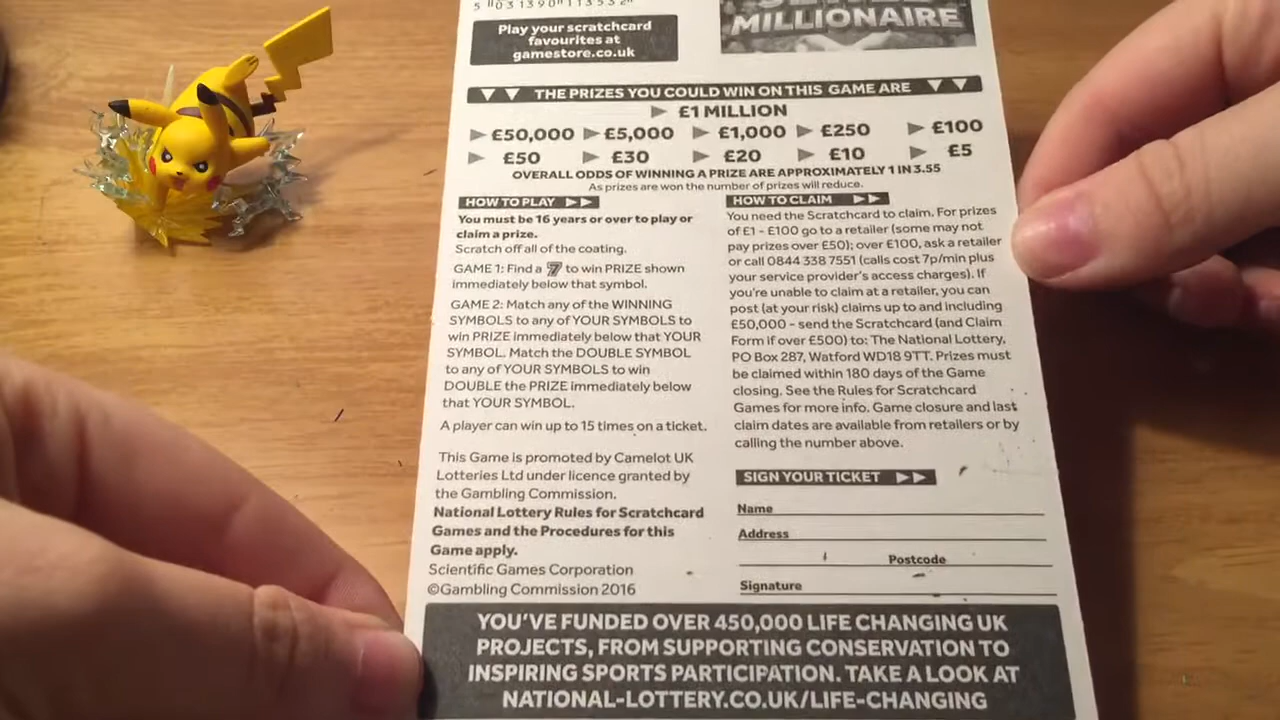 5 031390 113532
Play your scratchcard
favourites at
gamestore.co.uk
MILLIONAIRE
THE PRIZES YOU COULD WIN ON THIS GAME ARE
£1 MILLION
£50,000 £5,000 £1,000 £250 £100
£50 £30 £20 £10 £5
OVERALL ODDS OF WINNING A PRIZE ARE APPROXIMATELY 1 IN 3.55
As prizes are won the number of prizes will reduce.
HOW TO PLAY
You must be 16 years or over to play or
claim a prize.
Scratch off all of the coating.
GAME 1: Find a 7 to win PRIZE shown
immediately below that symbol.
GAME 2: Match any of the WINNING
SYMBOLS to any of YOUR SYMBOLS to
win PRIZE immediately below that YOUR
SYMBOL. Match the DOUBLE SYMBOL
to any of YOUR SYMBOLS to win
DOUBLE the PRIZE immediately below
that YOUR SYMBOL.
A player can win up to 15 times on a ticket.
This Game is promoted by Camelot UK
Lotteries Ltd under licence granted by
the Gambling Commission.
National Lottery Rules for Scratchcard
Games and the Procedures for this
Game apply.
Scientific Games Corporation
©Gambling Commission 2016
HOW TO CLAIM
You need the Scratchcard to claim. For prizes
of £1 - £100 go to a retailer (some may not
pay prizes over £50); over £100, ask a retailer
or call 0844 338 7551 (calls cost 7p/min plus
your service provider's access charges). If
you're unable to claim at a retailer, you can
post (at your risk) claims up to and including
£50,000 - send the Scratchcard (and Claim
Form if over £500) to: The National Lottery,
PO Box 287, Watford WD18 9TT. Prizes must
be claimed within 180 days of the Game
closing. See the Rules for Scratchcard
Games for more info. Game closure and last
claim dates are available from retailers or by
calling the number above.
SIGN YOUR TICKET
Name
Address
Postcode
Signature
YOU'VE FUNDED OVER 450,000 LIFE CHANGING UK
PROJECTS, FROM SUPPORTING CONSERVATION TO
INSPIRING SPORTS PARTICIPATION. TAKE A LOOK AT
NATIONAL-LOTTERY.CO.UK/LIFE-CHANGING